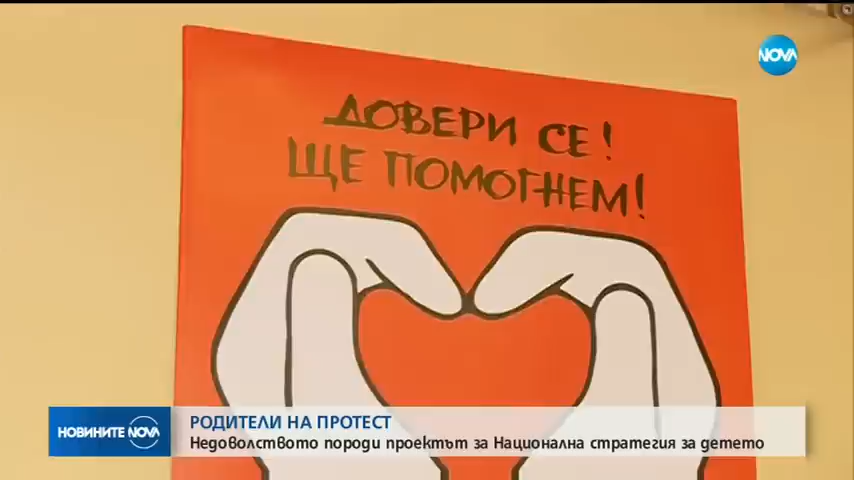 NOVA
ДОВЕРИ СЕ!
ЩЕ ПОМОГНЕМ!
РОДИТЕЛИ НА ПРОТЕСТ
НОВИНИТЕ NOVA
Недоволството породи проектът за Национална стратегия за детето